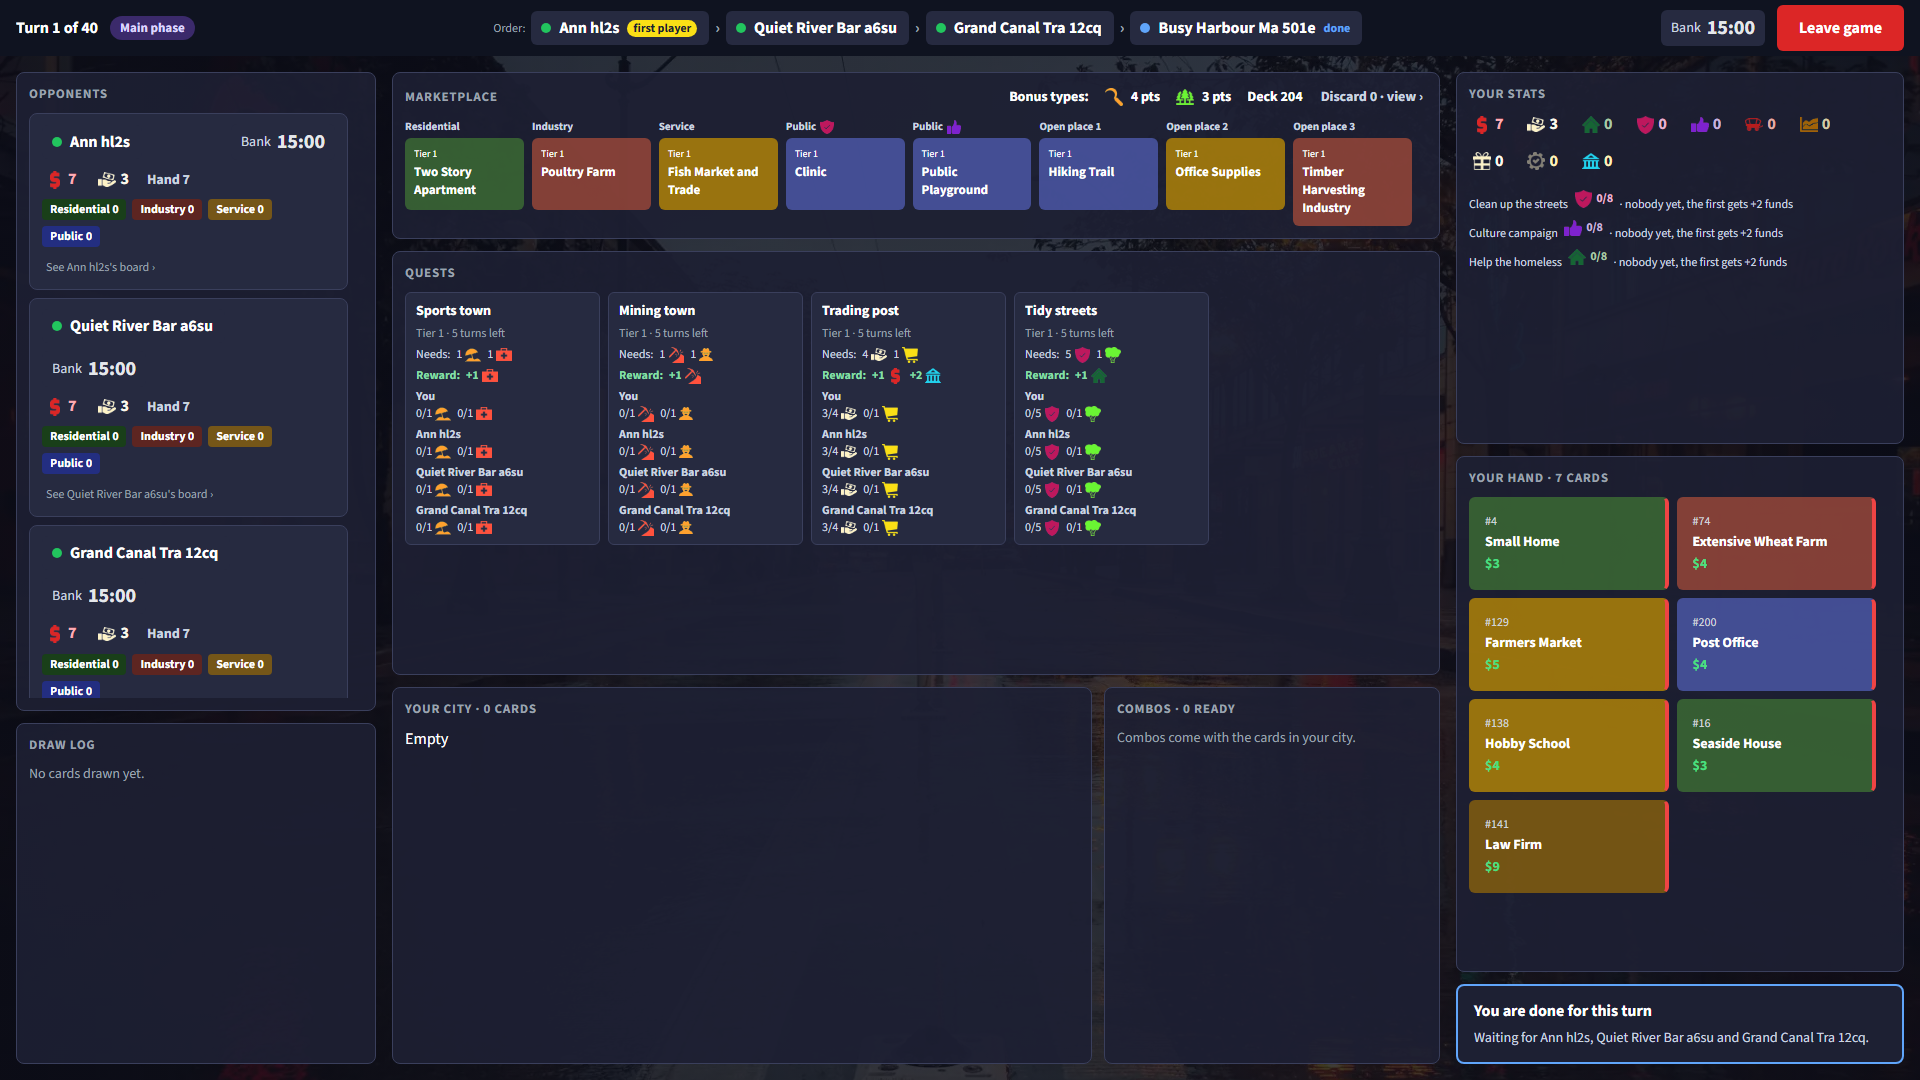 Turn 1 of 40 Main phase
Order: Ann hl2s first player › Quiet River Bar a6su › Grand Canal Tra 12cq › Busy Harbour Ma 501e done
Bank 15:00 Leave game
OPPONENTS
Ann hl2s Bank 15:00
7 3 Hand 7
Residential 0 Industry 0 Service 0
Public 0
See Ann hl2s's board ›
Quiet River Bar a6su
Bank 15:00
7 3 Hand 7
Residential 0 Industry 0 Service 0
Public 0
See Quiet River Bar a6su's board ›
Grand Canal Tra 12cq
Bank 15:00
7 3 Hand 7
Residential 0 Industry 0 Service 0
Public 0
DRAW LOG
No cards drawn yet.
MARKETPLACE
Bonus types: 4 pts 3 pts Deck 204 Discard 0 · view ›
Residential Industry Service Public Public Open place 1 Open place 2 Open place 3
Tier 1
Two Story
Apartment
Tier 1
Poultry Farm
Tier 1
Fish Market and
Trade
Tier 1
Clinic
Tier 1
Public
Playground
Tier 1
Hiking Trail
Tier 1
Office Supplies
Tier 1
Timber
Harvesting
Industry
QUESTS
Sports town
Tier 1 · 5 turns left
Needs: 1 1
Reward: +1
You
0/1 0/1
Ann hl2s
0/1 0/1
Quiet River Bar a6su
0/1 0/1
Grand Canal Tra 12cq
0/1 0/1
Mining town
Tier 1 · 5 turns left
Needs: 1 1
Reward: +1
You
0/1 0/1
Ann hl2s
0/1 0/1
Quiet River Bar a6su
0/1 0/1
Grand Canal Tra 12cq
0/1 0/1
Trading post
Tier 1 · 5 turns left
Needs: 4 1
Reward: +1 +2
You
3/4 0/1
Ann hl2s
3/4 0/1
Quiet River Bar a6su
3/4 0/1
Grand Canal Tra 12cq
3/4 0/1
Tidy streets
Tier 1 · 5 turns left
Needs: 5 1
Reward: +1
You
0/5 0/1
Ann hl2s
0/5 0/1
Quiet River Bar a6su
0/5 0/1
Grand Canal Tra 12cq
0/5 0/1
YOUR CITY · 0 CARDS
Empty
COMBOS · 0 READY
Combos come with the cards in your city.
YOUR STATS
7 3 0 0 0 0 0
0 0 0
Clean up the streets 0/8 · nobody yet, the first gets +2 funds
Culture campaign 0/8 · nobody yet, the first gets +2 funds
Help the homeless 0/8 · nobody yet, the first gets +2 funds
YOUR HAND · 7 CARDS
#4
Small Home
$3
#74
Extensive Wheat Farm
$4
#129
Farmers Market
$5
#200
Post Office
$4
#138
Hobby School
$4
#16
Seaside House
$3
#141
Law Firm
$9
You are done for this turn
Waiting for Ann hl2s, Quiet River Bar a6su and Grand Canal Tra 12cq.